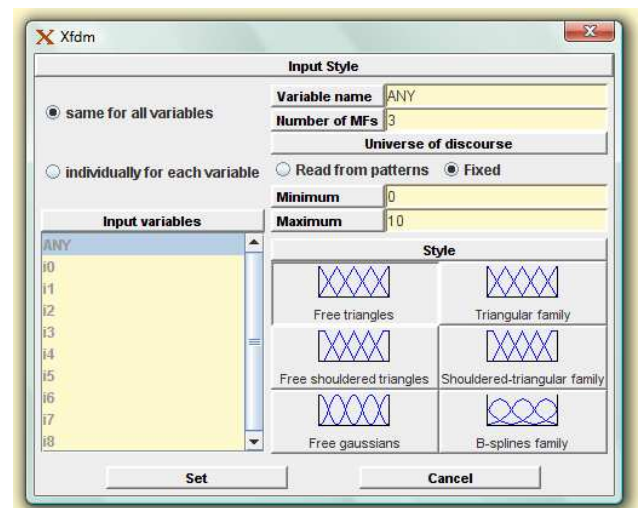 Xfdm
Input Style
same for all variables
individually for each variable
Input variables
ANY
i0
i1
i2
i3
i4
i5
i6
i7
i8
Variable name ANY
Number of MFs 3
Universe of discourse
Read from patterns Fixed
Minimum 0
Maximum 10
Style
Free triangles Triangular family
Free shouldered triangles Shouldered-triangular family
Free gaussians B-splines family
Set Cancel